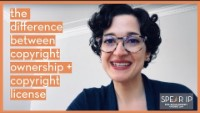 the
difference
between
copyright
ownership +
copyright
license
SPEAR IP